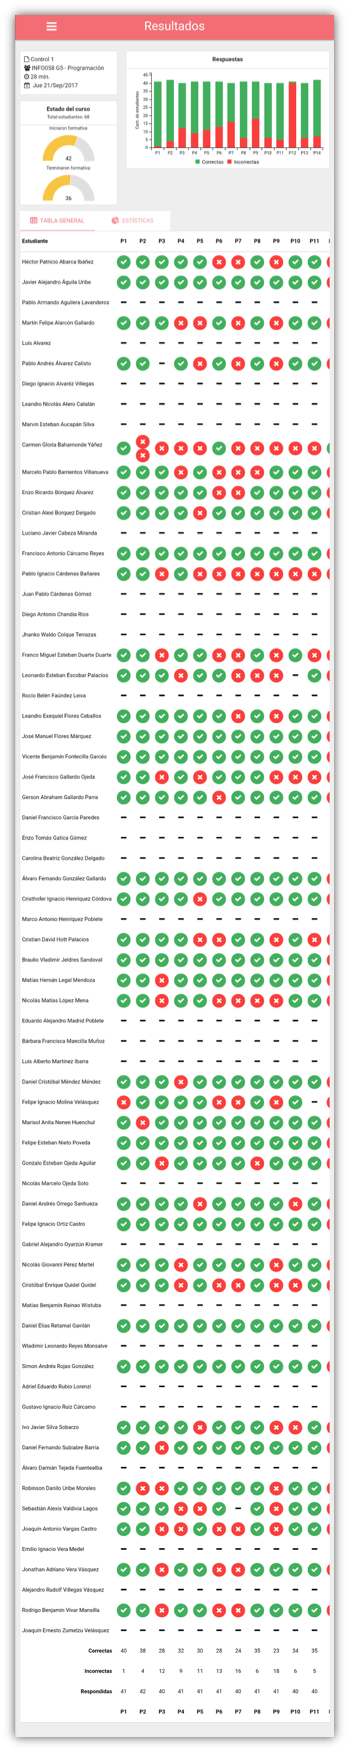 Resultados
Control 1
INFO058 G5 - Programación
28 min.
Jue 21/Sep/2017
Estado del curso
Total estudiantes: 68
Iniciaron formativa
42
Terminaron formativa
36
Respuestas
Cant. de estudiantes
45
40
35
30
25
20
15
10
5
0
P1 P2 P3 P4 P5 P6 P7 P8 P9 P10 P11 P12 P13 P14
Correctas Incorrectas
TABLA GENERAL ESTÍSTICAS
Estudiante P1 P2 P3 P4 P5 P6 P7 P8 P9 P10 P11
Héctor Patricio Abarca Ibáñez
Javier Alejandro Águila Uribe
Pablo Armando Aguilera Lavanderos
Martín Felipe Alarcón Gallardo
Luis Alvarez
Pablo Andrés Álvarez Calisto
Diego Ignacio Alvaréz Villegas
Leandro Nicolás Atero Catalán
Marvin Esteban Aucapán Silva
Carmen Gloria Bahamonde Yáñez
Marcelo Pablo Barrientos Villanueva
Enzo Ricardo Bórquez Álvarez
Cristian Alexi Borquez Delgado
Luciano Javier Cabeza Miranda
Francisco Antonio Cárcamo Reyes
Pablo Ignacio Cárdenas Bañares
Juan Pablo Cárdenas Gómez
Diego Antonio Chandía Ríos
Jhanko Waldo Colque Terrazas
Franco Miguel Esteban Duarte Duarte
Leonardo Esteban Escobar Palacios
Rocio Belén Faúndez Leiva
Leandro Exequiel Flores Ceballos
José Manuel Flores Márquez
Vicente Benjamín Fontecilla Garcés
José Francisco Gallardo Ojeda
Gerson Abraham Gallardo Parra
Daniel Francisco García Paredes
Enzo Tomás Gatica Gómez
Carolina Beatriz González Delgado
Álvaro Fernando González Gallardo
Cristhofer Ignacio Henríquez Córdova
Marco Antonio Henríquez Poblete
Cristian David Hott Palacios
Braulio Vladimir Jeldres Sandoval
Matías Hernán Legal Mendoza
Nicolás Matías López Mena
Eduardo Alejandro Madrid Poblete
Bárbara Francisca Mancilla Muñoz
Luis Alberto Martínez Ibarra
Daniel Cristóbal Méndez Méndez
Felipe Ignacio Molina Velásquez
Marisol Anita Nenen Huenchul
Felipe Esteban Nieto Poveda
Gonzalo Esteban Ojeda Aguilar
Nicolás Marcelo Ojeda Soto
Daniel Andrés Orrego Sanhueza
Felipe Ignacio Ortiz Castro
Gabriel Alejandro Oyarzún Kramer
Nicolás Giovanni Pérez Martel
Cristóbal Enrique Quidel Quidel
Matías Benjamín Rainao Wistuba
Daniel Elías Retamal Gavilán
Wladimir Leonardo Reyes Monsalve
Simon Andrés Rojas González
Adriel Eduardo Rubio Lorenzi
Gustavo Ignacio Ruiz Cárcamo
Ivo Javier Silva Sobarzo
Daniel Fernando Subiabre Barría
Álvaro Damián Tejeda Fuentealba
Robinson Danilo Uribe Morales
Sebastián Alexis Valdivia Lagos
Joaquín Antonio Vargas Castro
Emilio Ignacio Vera Medel
Jonathan Adriano Vera Vásquez
Alejandro Rudolf Villegas Vásquez
Rodrigo Benjamín Vivar Mansilla
Joaquín Ernesto Zumelzu Velásquez
Correctas 40 38 28 32 30 28 24 35 23 34 35
Incorrectas 1 4 12 9 11 13 16 6 18 6 5
Respondidas 41 42 40 41 41 41 40 41 41 40 40
P1 P2 P3 P4 P5 P6 P7 P8 P9 P10 P11